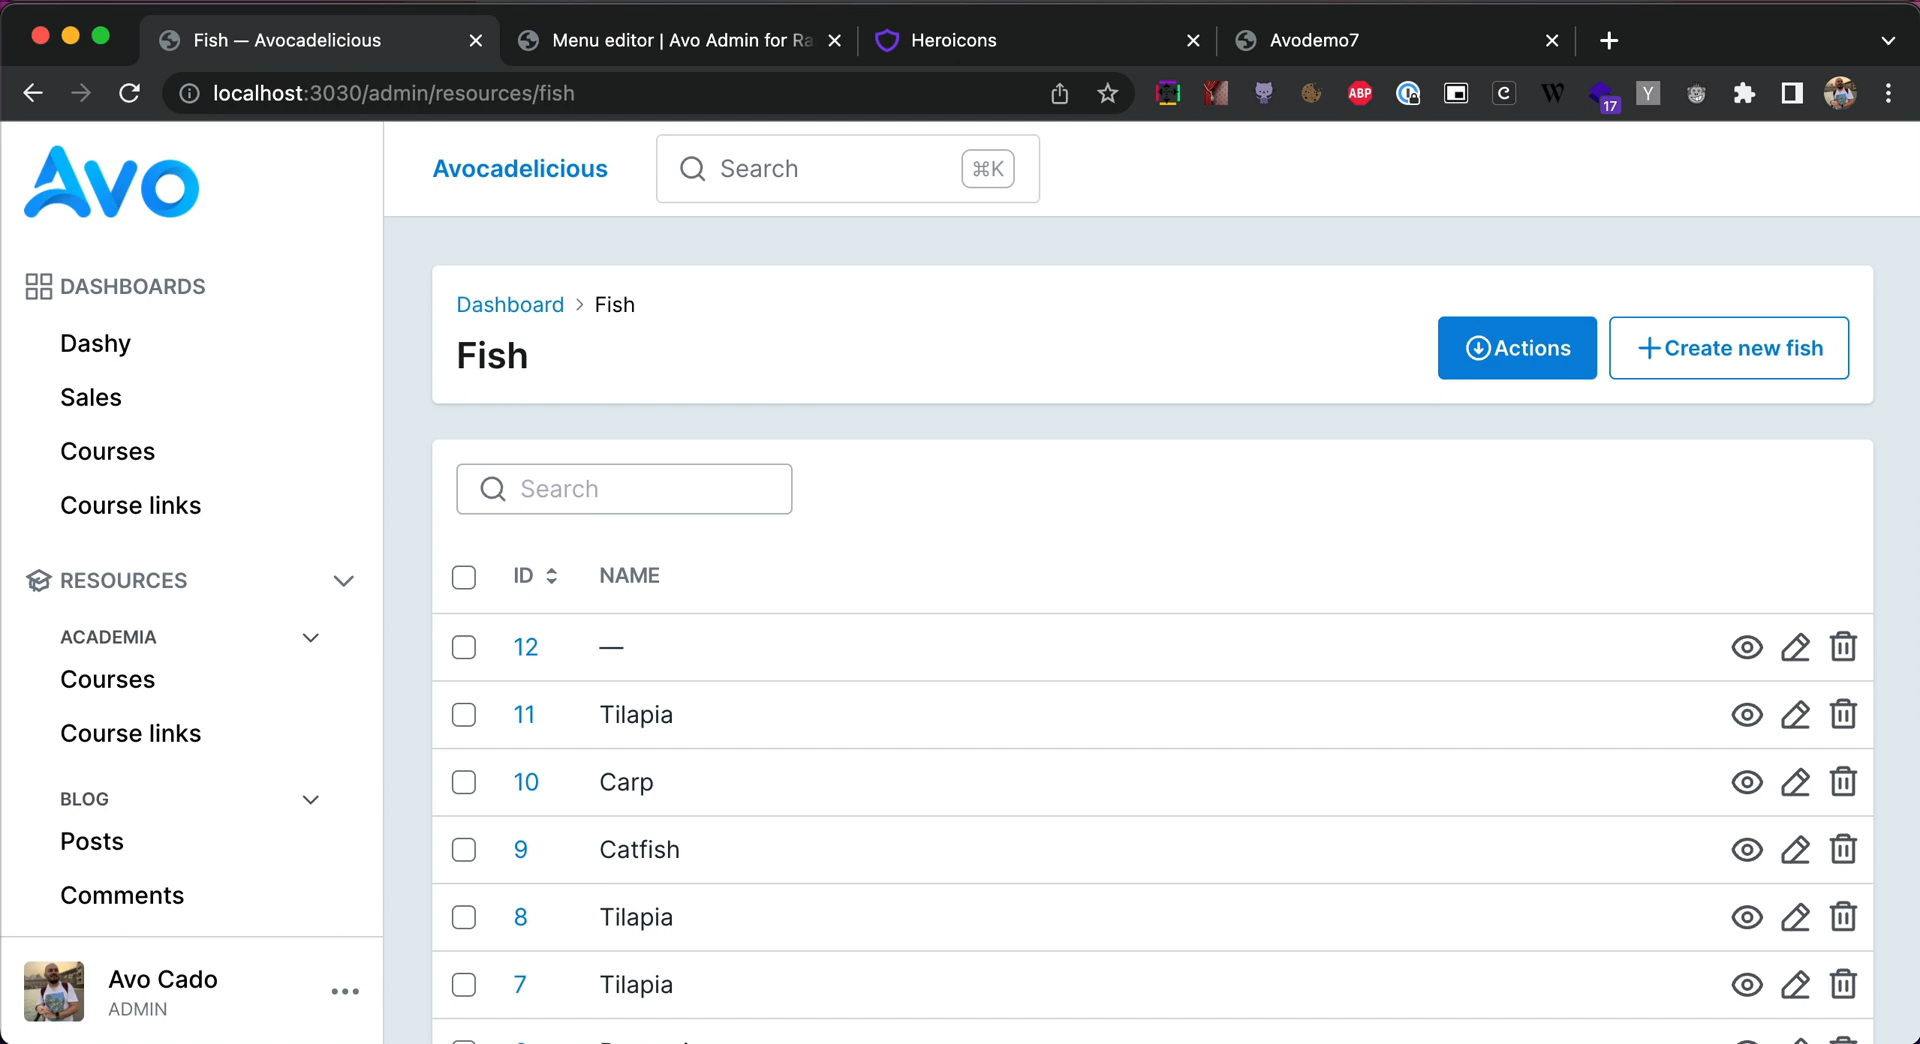 Fish — Avocadelicious
Menu editor | Avo Admin for Ra
Heroicons
Avodemo7
localhost:3030/admin/resources/fish
ABP
C
W
17
Y
Avo
Avocadelicious
Search
⌘K
DASHBOARDS
Dashy
Sales
Courses
Course links
RESOURCES
ACADEMIA
Courses
Course links
BLOG
Posts
Comments
Avo Cado
ADMIN
Dashboard > Fish
Fish
Actions
Create new fish
Search
ID NAME
12 —
11 Tilapia
10 Carp
9 Catfish
8 Tilapia
7 Tilapia